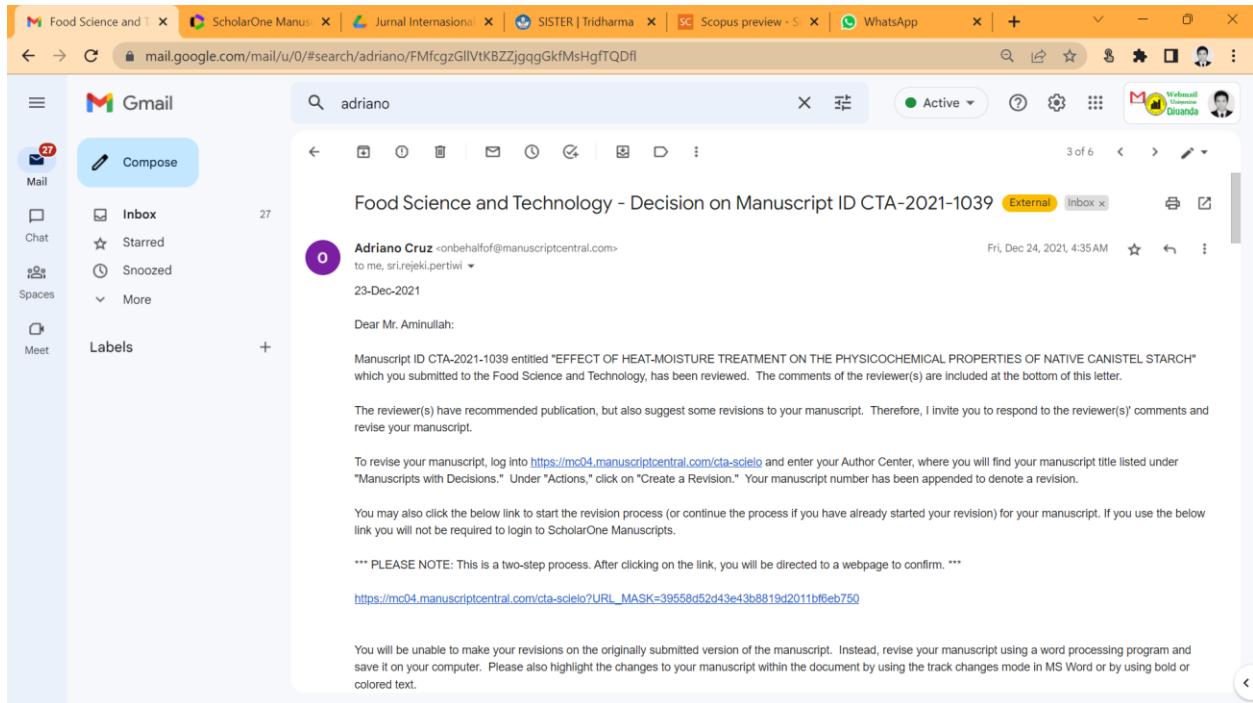 Food Science and T
ScholarOne Manus
Jurnal Internasional
SISTER | Tridharma
Scopus preview - S
WhatsApp
mail.google.com/mail/u/0/#search/adriano/FMfcgzGllVtKBZZjgqgGkfMsHgfTQDfl
Gmail
adriano
Active
Webmail
Universitas
Djuanda
27
Mail
Chat
Spaces
Meet
Compose
Inbox 27
Starred
Snoozed
More
Labels
3 of 6
Food Science and Technology - Decision on Manuscript ID CTA-2021-1039 External Inbox x
O
Adriano Cruz <onbehalfof@manuscriptcentral.com> Fri, Dec 24, 2021, 4:35 AM
to me, sri.rejeki.pertiwi
23-Dec-2021
Dear Mr. Aminullah:
Manuscript ID CTA-2021-1039 entitled "EFFECT OF HEAT-MOISTURE TREATMENT ON THE PHYSICOCHEMICAL PROPERTIES OF NATIVE CANISTEL STARCH"
which you submitted to the Food Science and Technology, has been reviewed. The comments of the reviewer(s) are included at the bottom of this letter.
The reviewer(s) have recommended publication, but also suggest some revisions to your manuscript. Therefore, I invite you to respond to the reviewer(s)' comments and
revise your manuscript.
To revise your manuscript, log into https://mc04.manuscriptcentral.com/cta-scielo and enter your Author Center, where you will find your manuscript title listed under
"Manuscripts with Decisions." Under "Actions," click on "Create a Revision." Your manuscript number has been appended to denote a revision.
You may also click the below link to start the revision process (or continue the process if you have already started your revision) for your manuscript. If you use the below
link you will not be required to login to ScholarOne Manuscripts.
*** PLEASE NOTE: This is a two-step process. After clicking on the link, you will be directed to a webpage to confirm. ***
https://mc04.manuscriptcentral.com/cta-scielo?URL_MASK=39558d52d43e43b8819d2011bf6eb750
You will be unable to make your revisions on the originally submitted version of the manuscript. Instead, revise your manuscript using a word processing program and
save it on your computer. Please also highlight the changes to your manuscript within the document by using the track changes mode in MS Word or by using bold or
colored text.